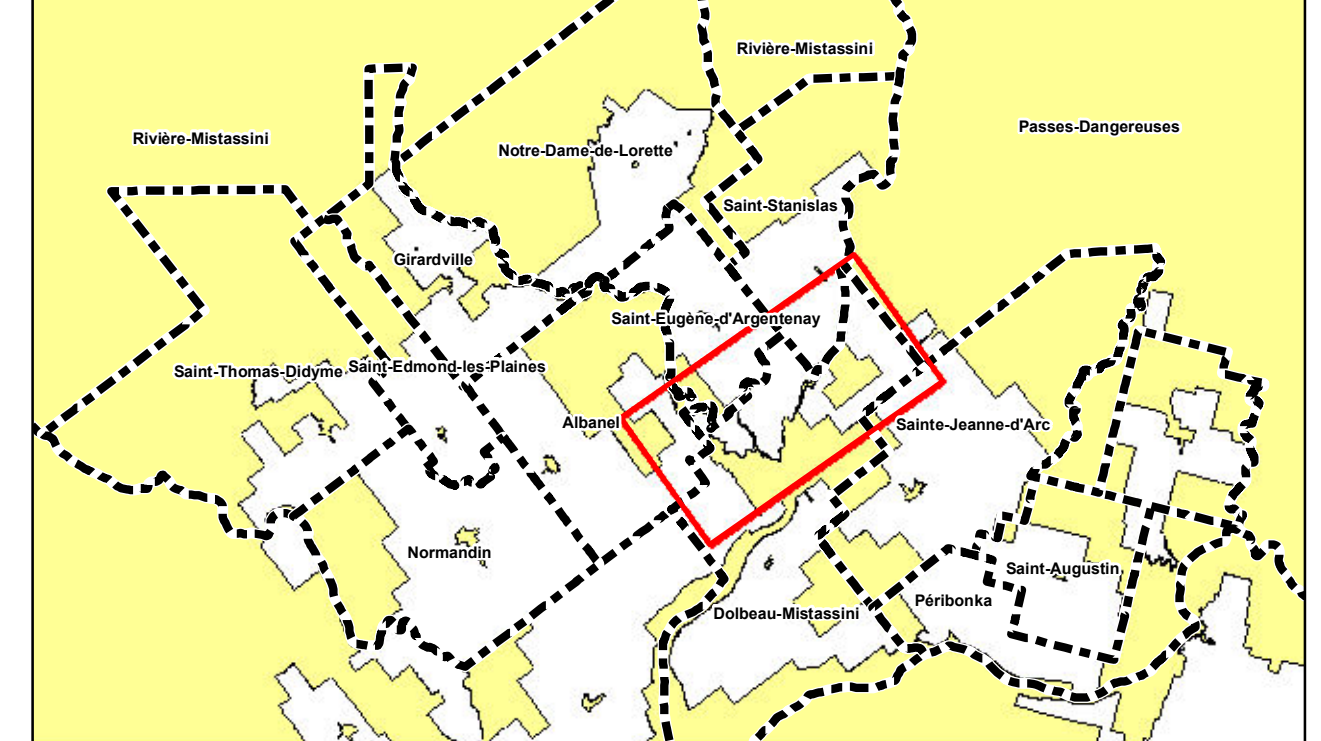 Rivière-Mistassini
Passes-Dangereuses
Rivière-Mistassini
Notre-Dame-de-Lorette
Saint-Stanislas
Girardville
Saint-Eugène-d'Argentenay
Saint-Thomas-Didyme
Saint-Edmond-les-Plaines
Albanel
Sainte-Jeanne-d'Arc
Normandin
Saint-Augustin
Péribonka
Dolbeau-Mistassini